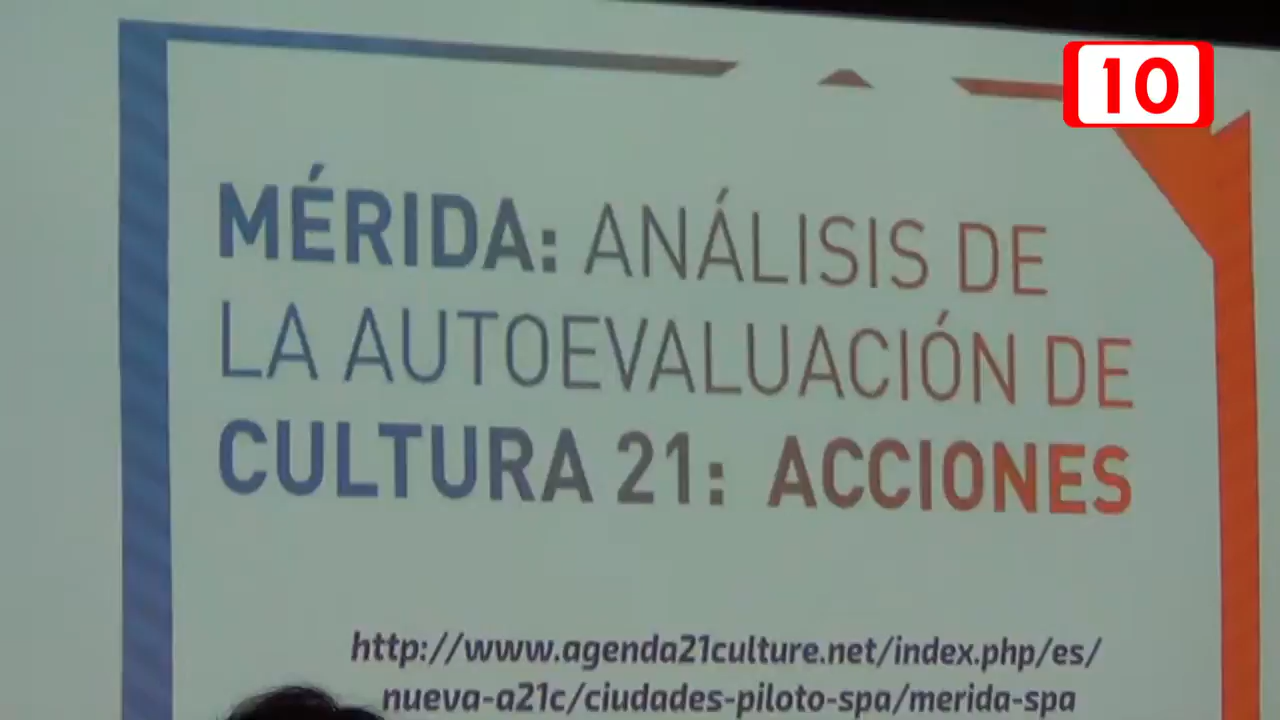 10
MÉRIDA: ANÁLISIS DE
LA AUTOEVALUACIÓN DE
CULTURA 21: ACCIONES
http://www.agenda21culture.net/index.php/es/
nueva-a21c/ciudades-piloto-spa/merida-spa